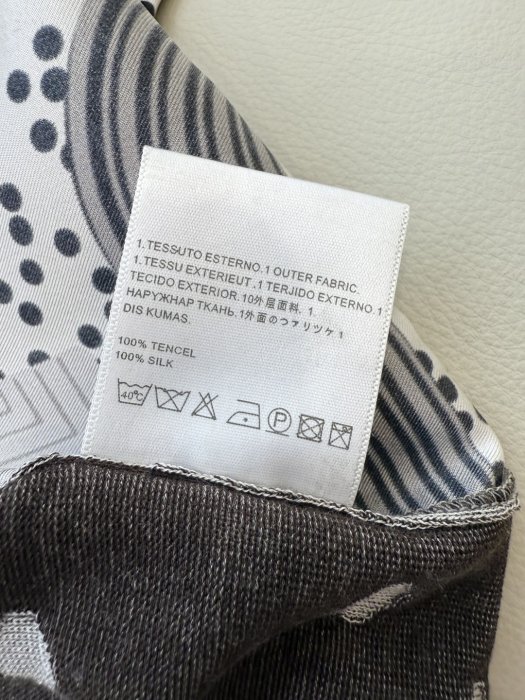 1. TESSUTO ESTERNO. 1 OUTER FABRIC.
1. TESSU EXTERIEUT. 1 TERJIDO EXTERNO. 1
TECIDO EXTERIOR. 10外层面料. 1
НАРУЖНАР ТКАНЬ. 1外面のつァリツケ 1
DIS KUMAS.
100% TENCEL
100% SILK
40°C
P